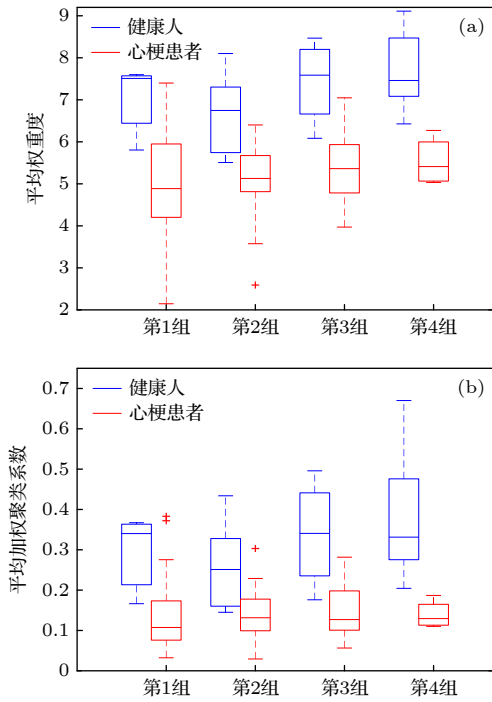 (a)
健康人
心梗患者
平均权重度
9
8
7
6
5
4
3
2
第1组 第2组 第3组 第4组
(b)
健康人
心梗患者
平均加权聚类系数
0.7
0.6
0.5
0.4
0.3
0.2
0.1
0
第1组 第2组 第3组 第4组